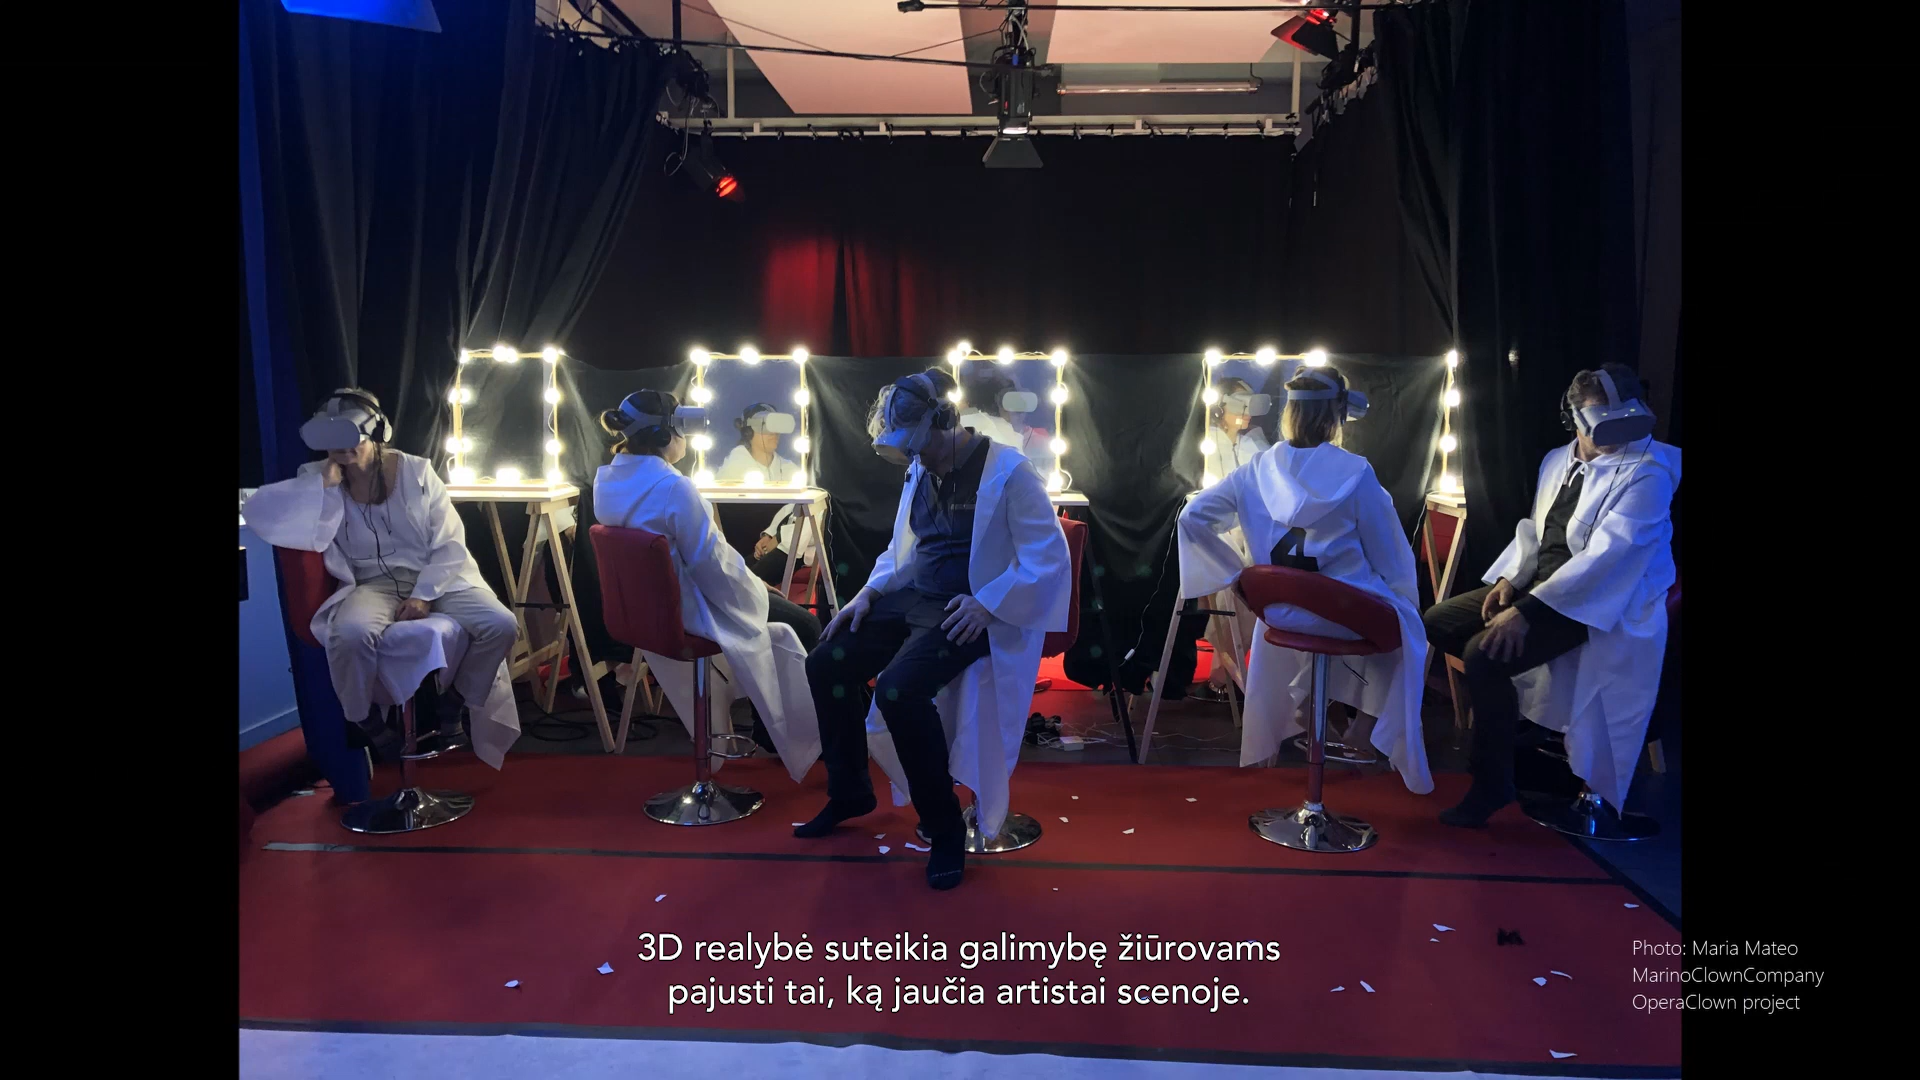 4
3D realybė suteikia galimybę žiūrovams
pajusti tai, ką jaučia artistai scenoje.
Photo: Maria Mateo
MarinoClownCompany
OperaClown project